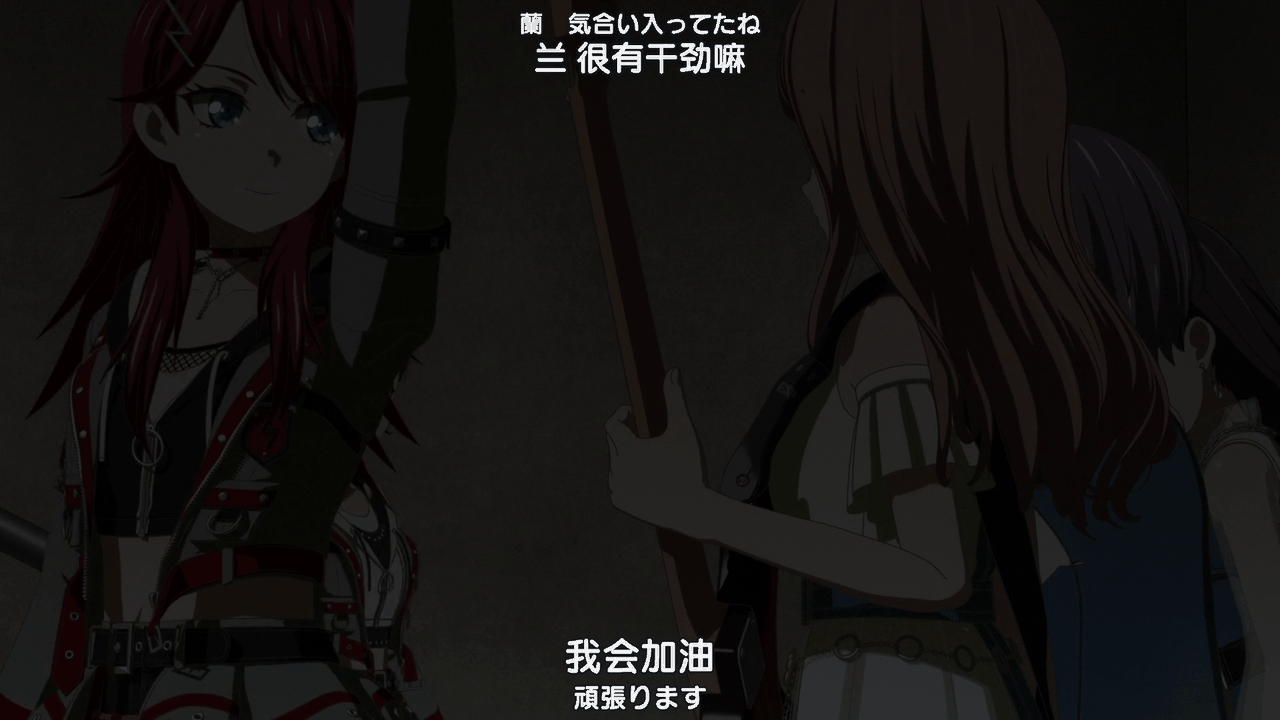 蘭　気合い入ってたね
兰 很有干劲嘛
我会加油
頑張ります